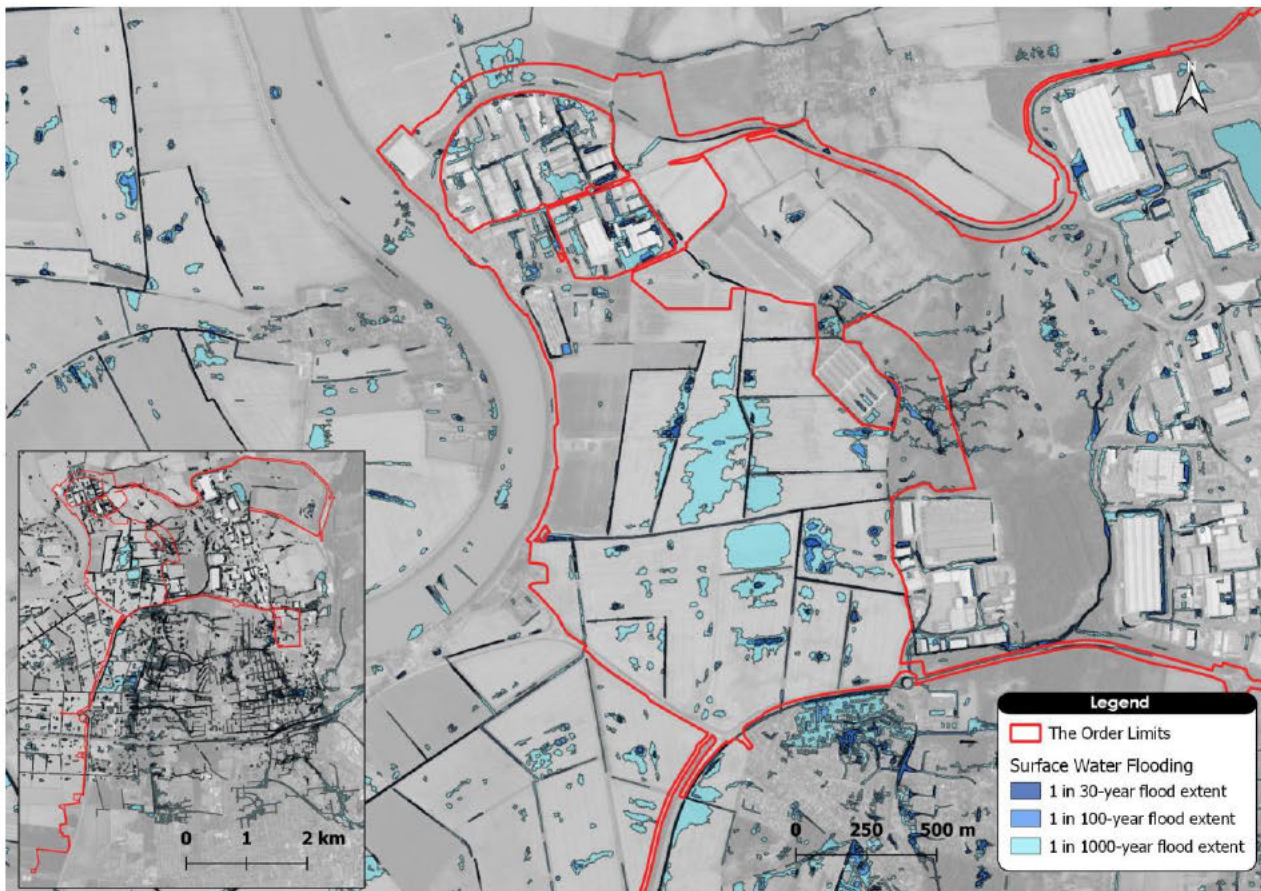 N
Legend
The Order Limits
Surface Water Flooding
1 in 30-year flood extent
1 in 100-year flood extent
1 in 1000-year flood extent
0 1 2 km
0 250 500 m